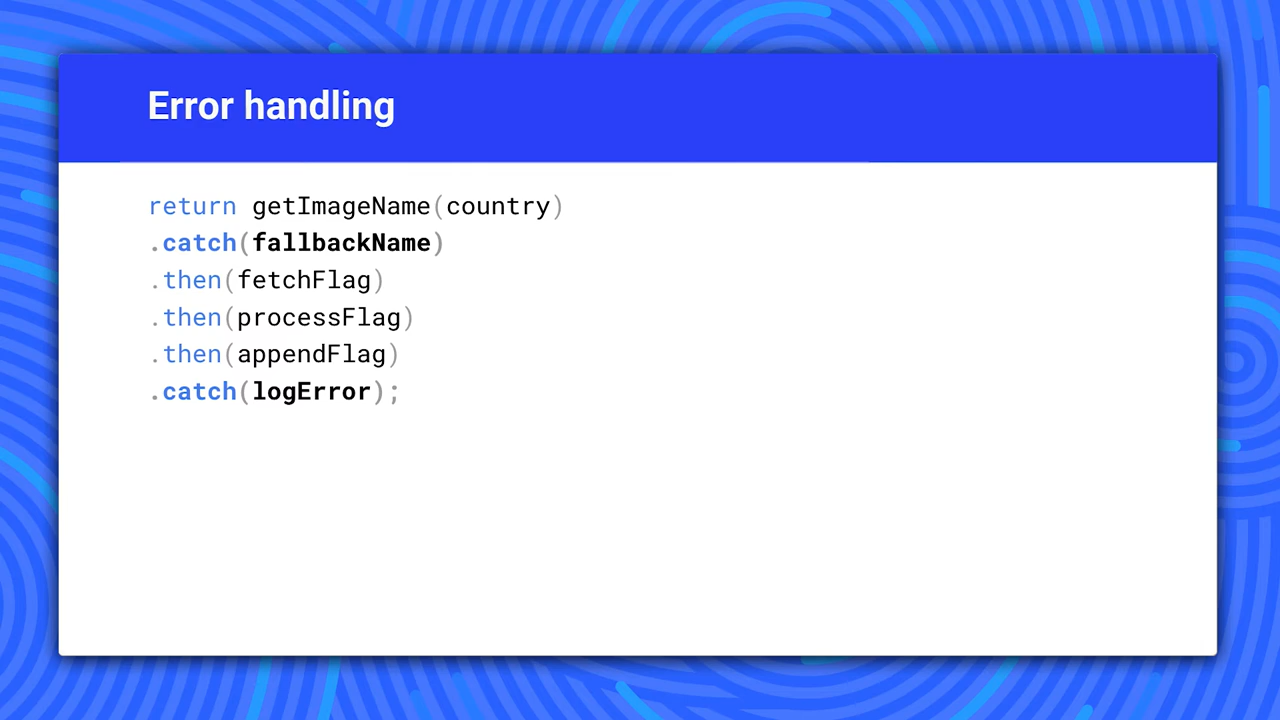 Error handling
return getImageName(country)
.catch(fallbackName)
.then(fetchFlag)
.then(processFlag)
.then(appendFlag)
.catch(logError);